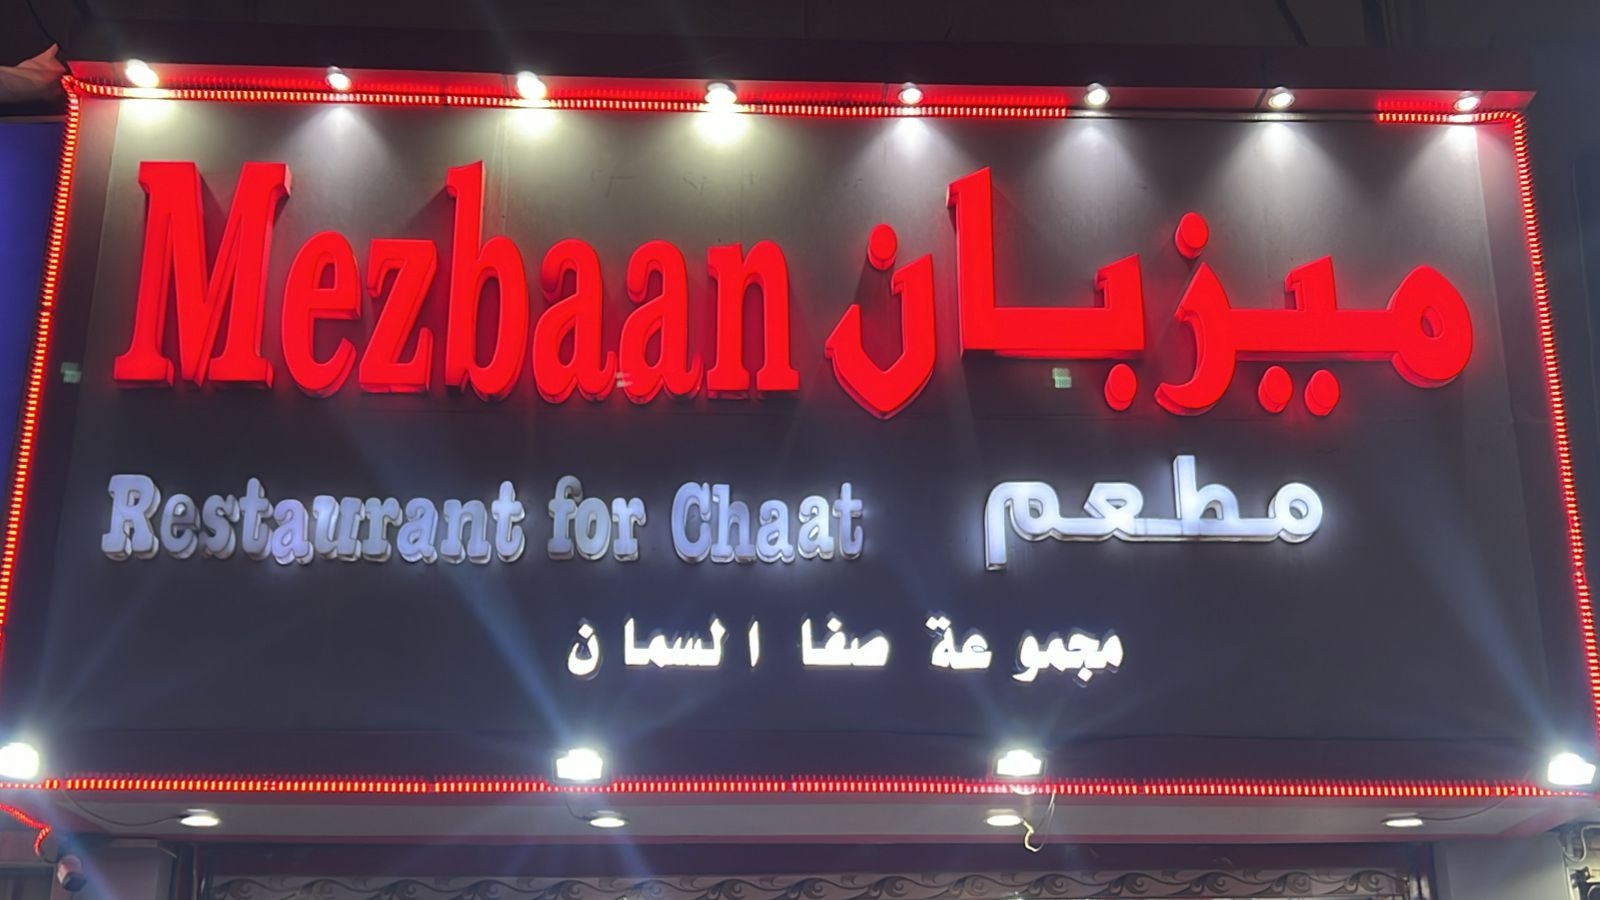 Mezbaan ميزبان
Restaurant for Chaat مطعم
مجموعة صفا السمان